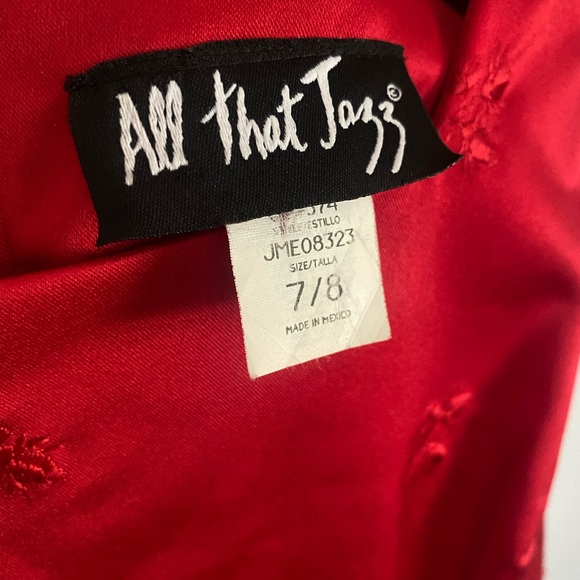 All that Jazz ©
STYLE/ESTILLO
JME08323
SIZE/TALLA
7/8
MADE IN MEXICO